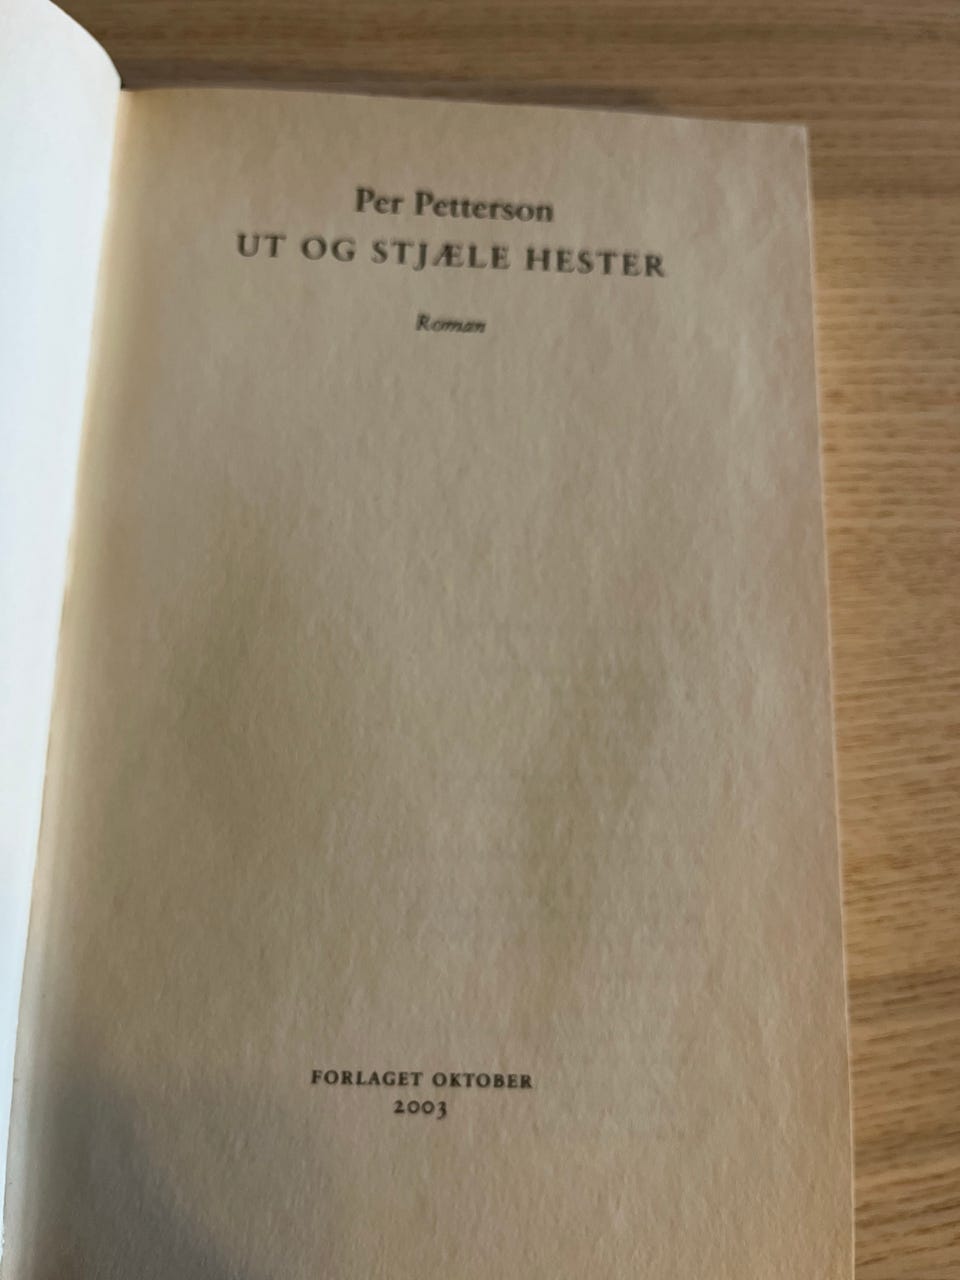 Per Petterson
UT OG STJÆLE HESTER
Roman
FORLAGET OKTOBER
2003